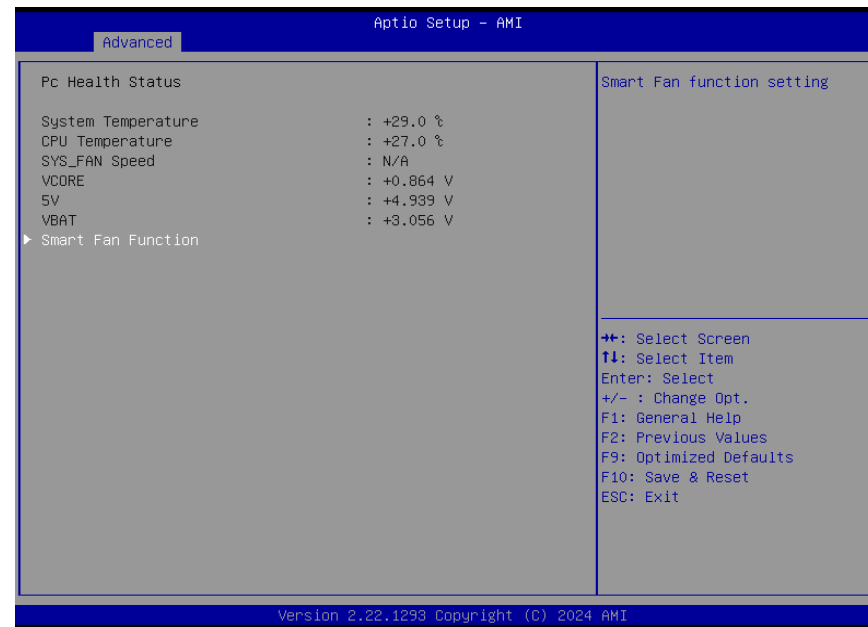 Aptio Setup – AMI
Advanced
Pc Health Status
System Temperature : +29.0 ℃
CPU Temperature : +27.0 ℃
SYS_FAN Speed : N/A
VCORE : +0.864 V
5V : +4.939 V
VBAT : +3.056 V
▶ Smart Fan Function
Smart Fan function setting
→←: Select Screen
↑↓: Select Item
Enter: Select
+/- : Change Opt.
F1: General Help
F2: Previous Values
F9: Optimized Defaults
F10: Save & Reset
ESC: Exit
Version 2.22.1293 Copyright (C) 2024 AMI